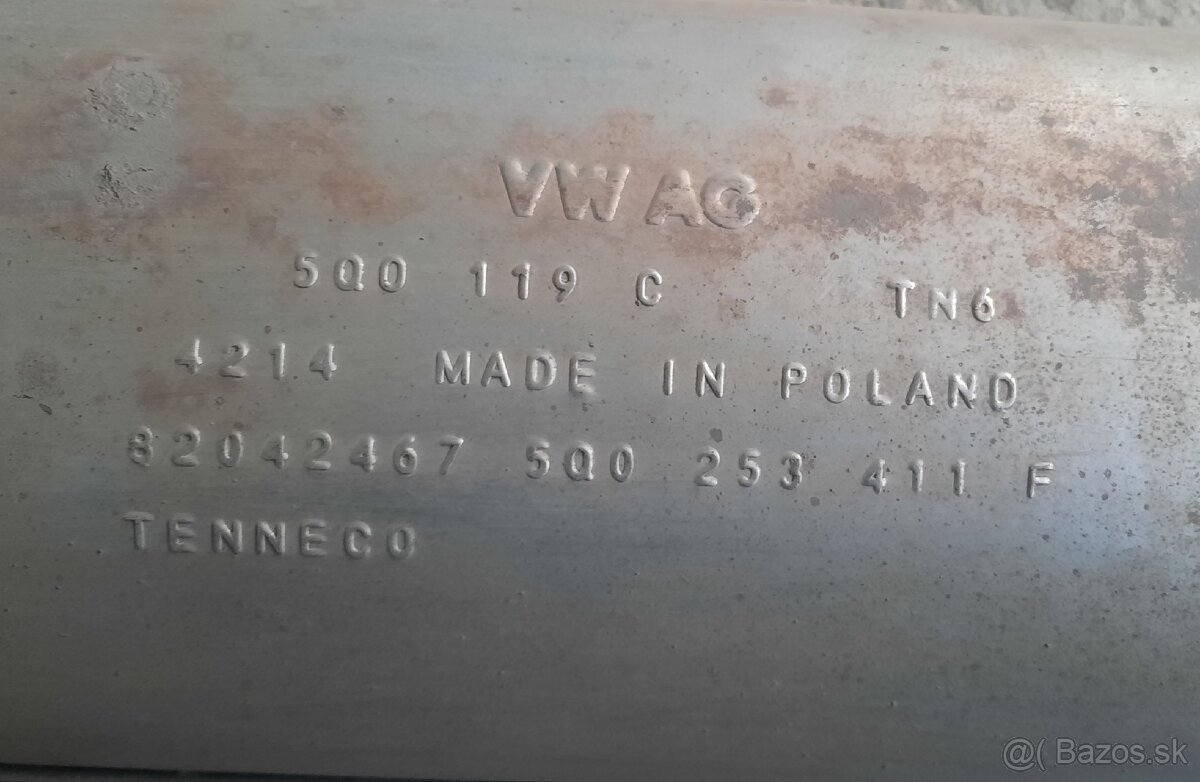 VW AG
5Q0 119 C TN6
4214 MADE IN POLAND
82042467 5Q0 253 411 F
TENNECO
@( Bazos.sk